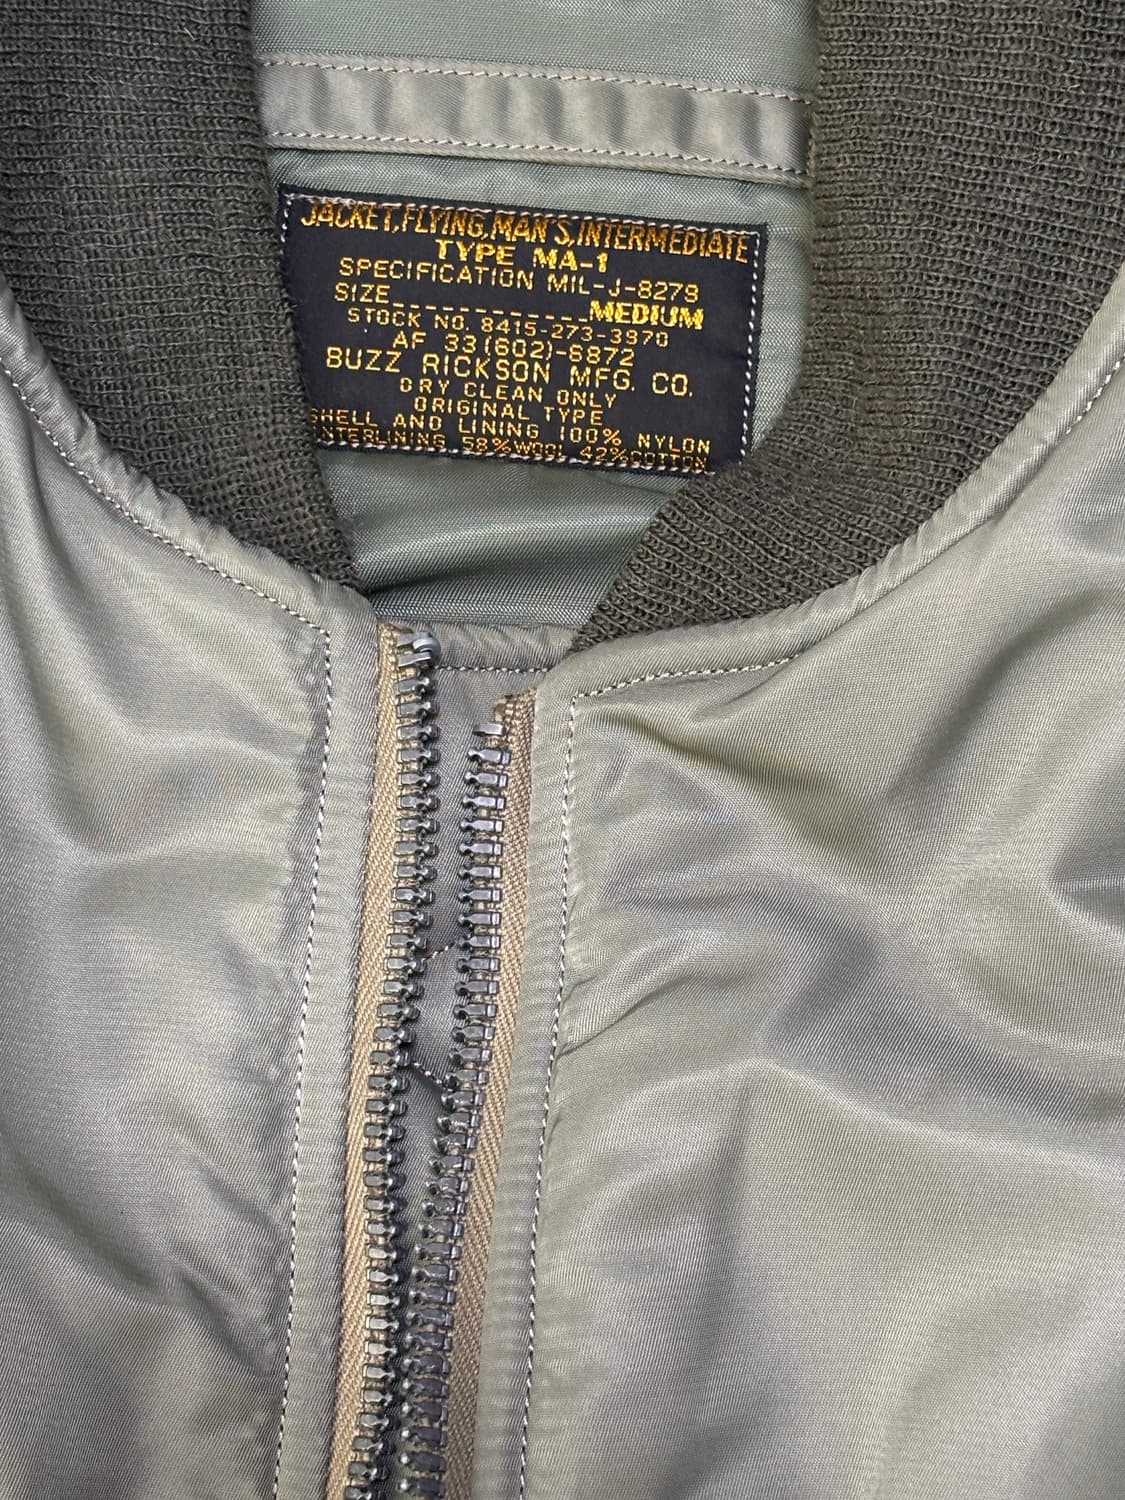 JACKET, FLYING, MAN'S, INTERMEDIATE
TYPE MA-1
SPECIFICATION MIL-J-8279
SIZE_____________MEDIUM
STOCK NO. 8415-273-3970
AF 33(602)-6872
BUZZ RICKSON MFG. CO.
DRY CLEAN ONLY
ORIGINAL TYPE
SHELL AND LINING 100% NYLON
INTERLINING 58%WOOL 42%COTTON